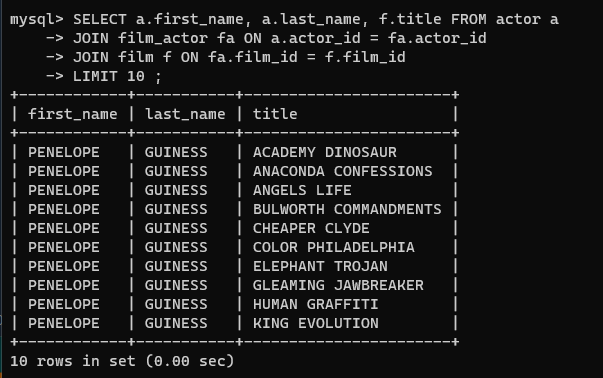 mysql> SELECT a.first_name, a.last_name, f.title FROM actor a
    -> JOIN film_actor fa ON a.actor_id = fa.actor_id
    -> JOIN film f ON fa.film_id = f.film_id
    -> LIMIT 10 ;
+------------+-----------+-----------------------+
| first_name | last_name | title                 |
+------------+-----------+-----------------------+
| PENELOPE   | GUINESS   | ACADEMY DINOSAUR      |
| PENELOPE   | GUINESS   | ANACONDA CONFESSIONS  |
| PENELOPE   | GUINESS   | ANGELS LIFE           |
| PENELOPE   | GUINESS   | BULWORTH COMMANDMENTS |
| PENELOPE   | GUINESS   | CHEAPER CLYDE         |
| PENELOPE   | GUINESS   | COLOR PHILADELPHIA    |
| PENELOPE   | GUINESS   | ELEPHANT TROJAN       |
| PENELOPE   | GUINESS   | GLEAMING JAWBREAKER   |
| PENELOPE   | GUINESS   | HUMAN GRAFFITI        |
| PENELOPE   | GUINESS   | KING EVOLUTION        |
+------------+-----------+-----------------------+
10 rows in set (0.00 sec)